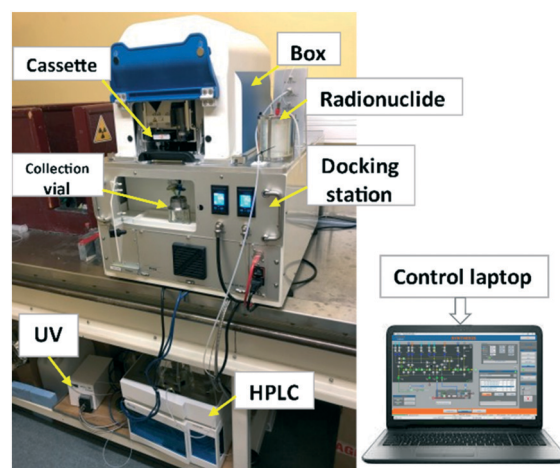 Cassette
Box
Radionuclide
Collection
vial
Docking
station
Control laptop
UV
HPLC